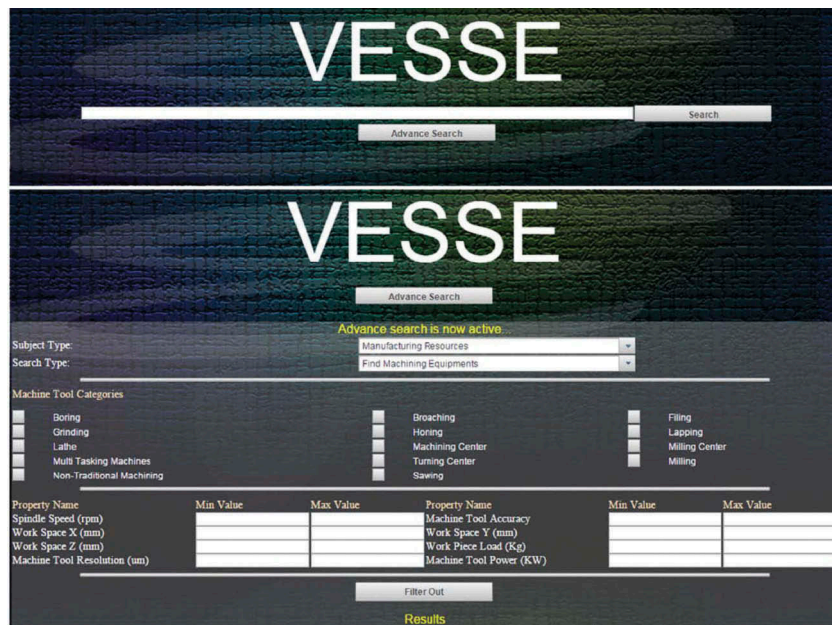 VESSE
Search
Advance Search
VESSE
Advance Search
Advance search is now active...
Subject Type: Manufacturing Resources
Search Type: Find Machining Equipments
Machine Tool Categories
Boring Broaching Filing
Grinding Honing Lapping
Lathe Machining Center Milling Center
Multi Tasking Machines Turning Center Milling
Non-Traditional Machining Sawing
Property Name Min Value Max Value Property Name Min Value Max Value
Spindle Speed (rpm) Machine Tool Accuracy
Work Space X (mm) Work Space Y (mm)
Work Space Z (mm) Work Piece Load (Kg)
Machine Tool Resolution (um) Machine Tool Power (KW)
Filter Out
Results